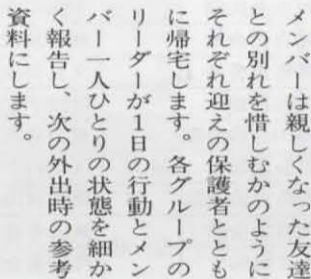 メンバーは親しくなった友達
との別れを惜しむかのように
それぞれ迎えの保護者ととも
に帰宅します。各グループの
リーダーが1日の行動とメン
バー一人ひとりの状態を細か
く報告し、次の外出時の参考
資料にします。